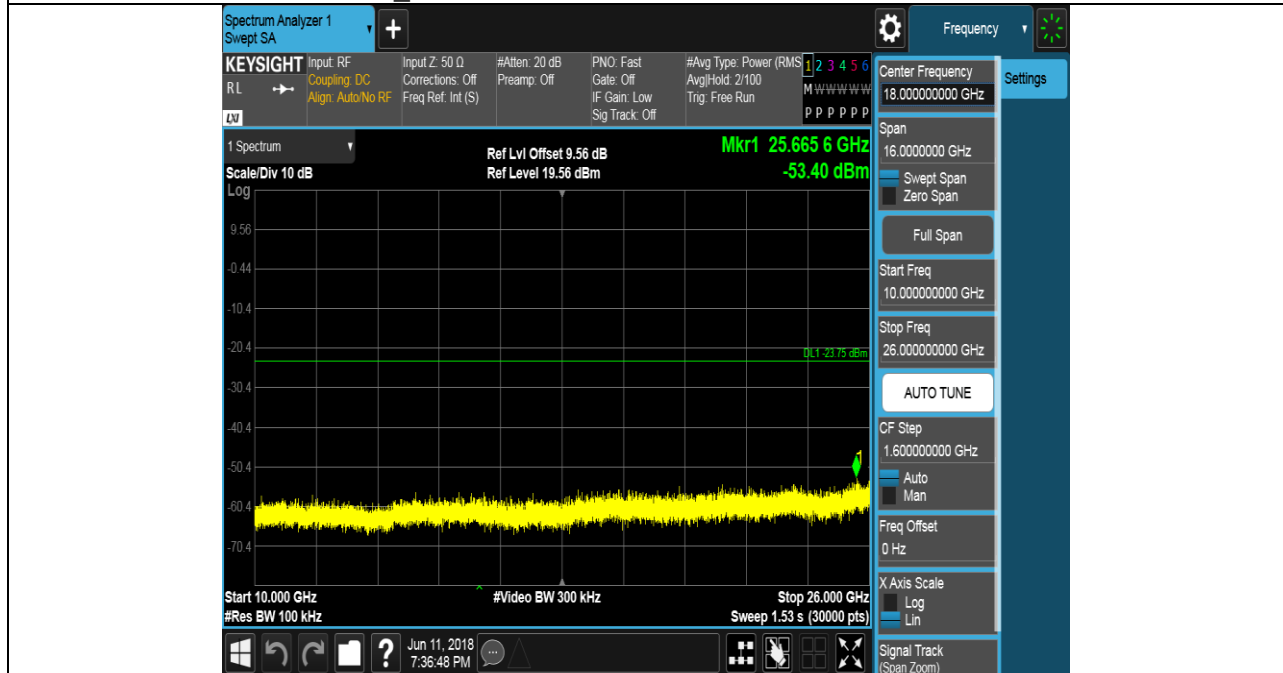 Spectrum Analyzer 1
Swept SA
+
Frequency
KEYSIGHT
RL
LXI
Input: RF
Coupling: DC
Align: Auto/No RF
Input Z: 50 Ω
Corrections: Off
Freq Ref: Int (S)
#Atten: 20 dB
Preamp: Off
PNO: Fast
Gate: Off
IF Gain: Low
Sig Track: Off
#Avg Type: Power (RMS
Avg|Hold: 2/100
Trig: Free Run
1 2 3 4 5 6
M W W W W W
P P P P P P
1 Spectrum
Scale/Div 10 dB
Log
Ref Lvl Offset 9.56 dB
Ref Level 19.56 dBm
Mkr1 25.665 6 GHz
-53.40 dBm
9.56
-0.44
-10.4
-20.4
DL1 -23.75 dBm
-30.4
-40.4
-50.4
1
-60.4
-70.4
Start 10.000 GHz
#Res BW 100 kHz
#Video BW 300 kHz
Stop 26.000 GHz
Sweep 1.53 s (30000 pts)
?
Jun 11, 2018
7:36:48 PM
Center Frequency
18.000000000 GHz
Settings
Span
16.0000000 GHz
Swept Span
Zero Span
Full Span
Start Freq
10.000000000 GHz
Stop Freq
26.000000000 GHz
AUTO TUNE
CF Step
1.600000000 GHz
Auto
Man
Freq Offset
0 Hz
X Axis Scale
Log
Lin
Signal Track
(Span Zoom)